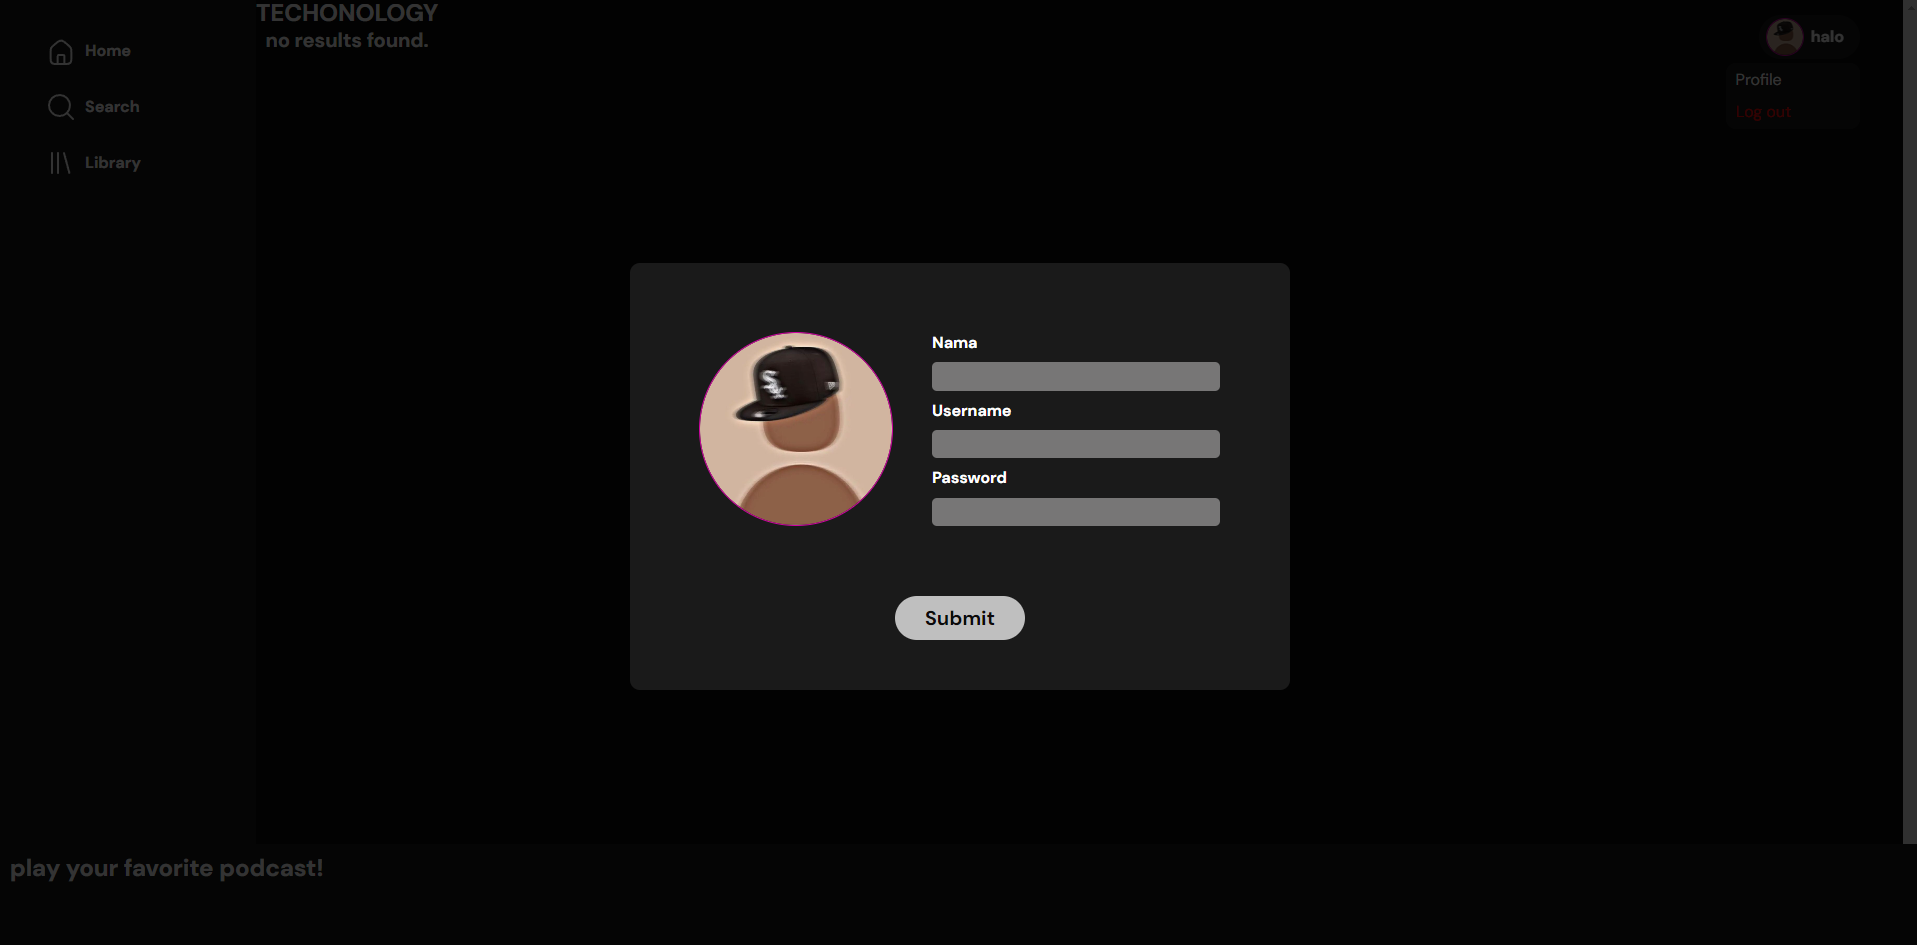 TECHONOLOGY
no results found.
Home
Search
Library
halo
Profile
Log out
Nama
Username
Password
Submit
play your favorite podcast!